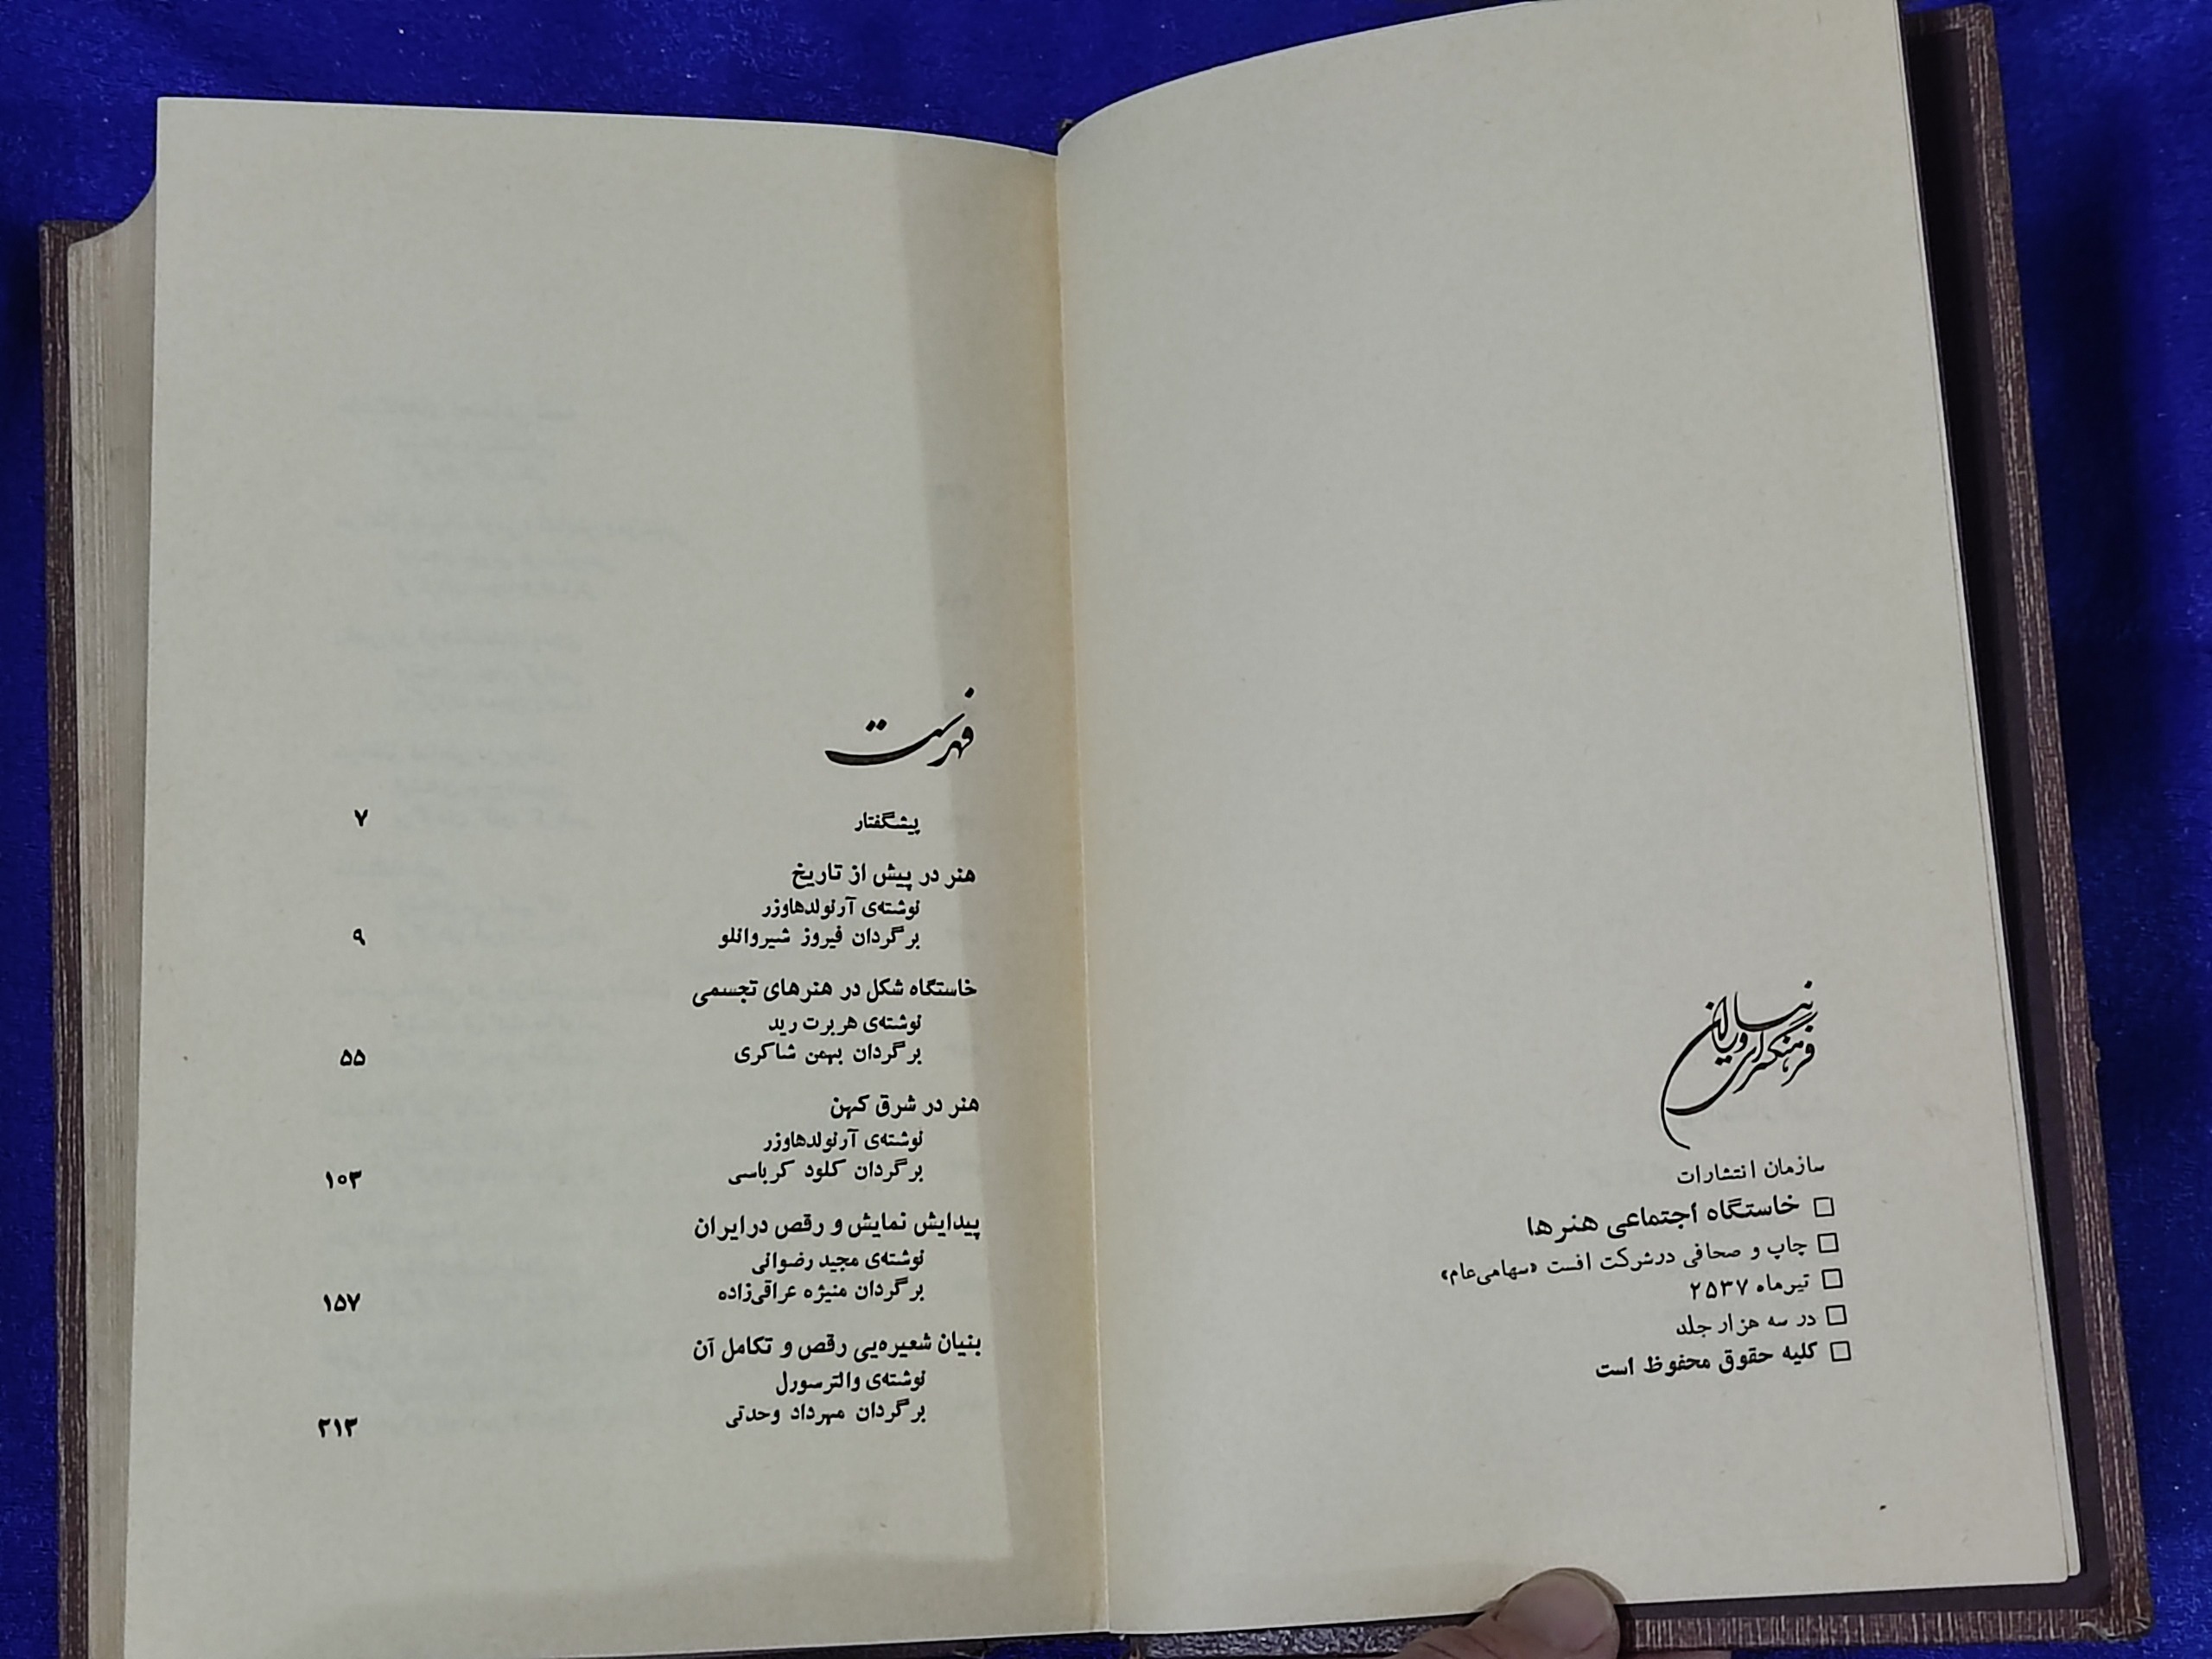 فرهنگسرای نیاوران
سازمان انتشارات
□ خاستگاه اجتماعی هنرها
□ چاپ و صحافی درشرکت افست «سهامی‌عام»
□ تیرماه ۲۵۳۷
□ در سه هزار جلد
□ کلیه حقوق محفوظ است
فهرست
پیشگفتار ۷
هنر در پیش از تاریخ
نوشته‌ی آرنولدهاوزر
برگردان فیروز شیروانلو ۹
خاستگاه شکل در هنرهای تجسمی
نوشته‌ی هربرت رید
برگردان بهمن شاکری ۵۵
هنر در شرق کهن
نوشته‌ی آرنولدهاوزر
برگردان کلود کرباسی ۱۰۳
پیدایش نمایش و رقص درایران
نوشته‌ی مجید رضوانی
برگردان منیژه عراقی‌زاده ۱۵۷
بنیان شعیره‌یی رقص و تکامل آن
نوشته‌ی والترسورل
برگردان مهرداد وحدتی ۲۱۳